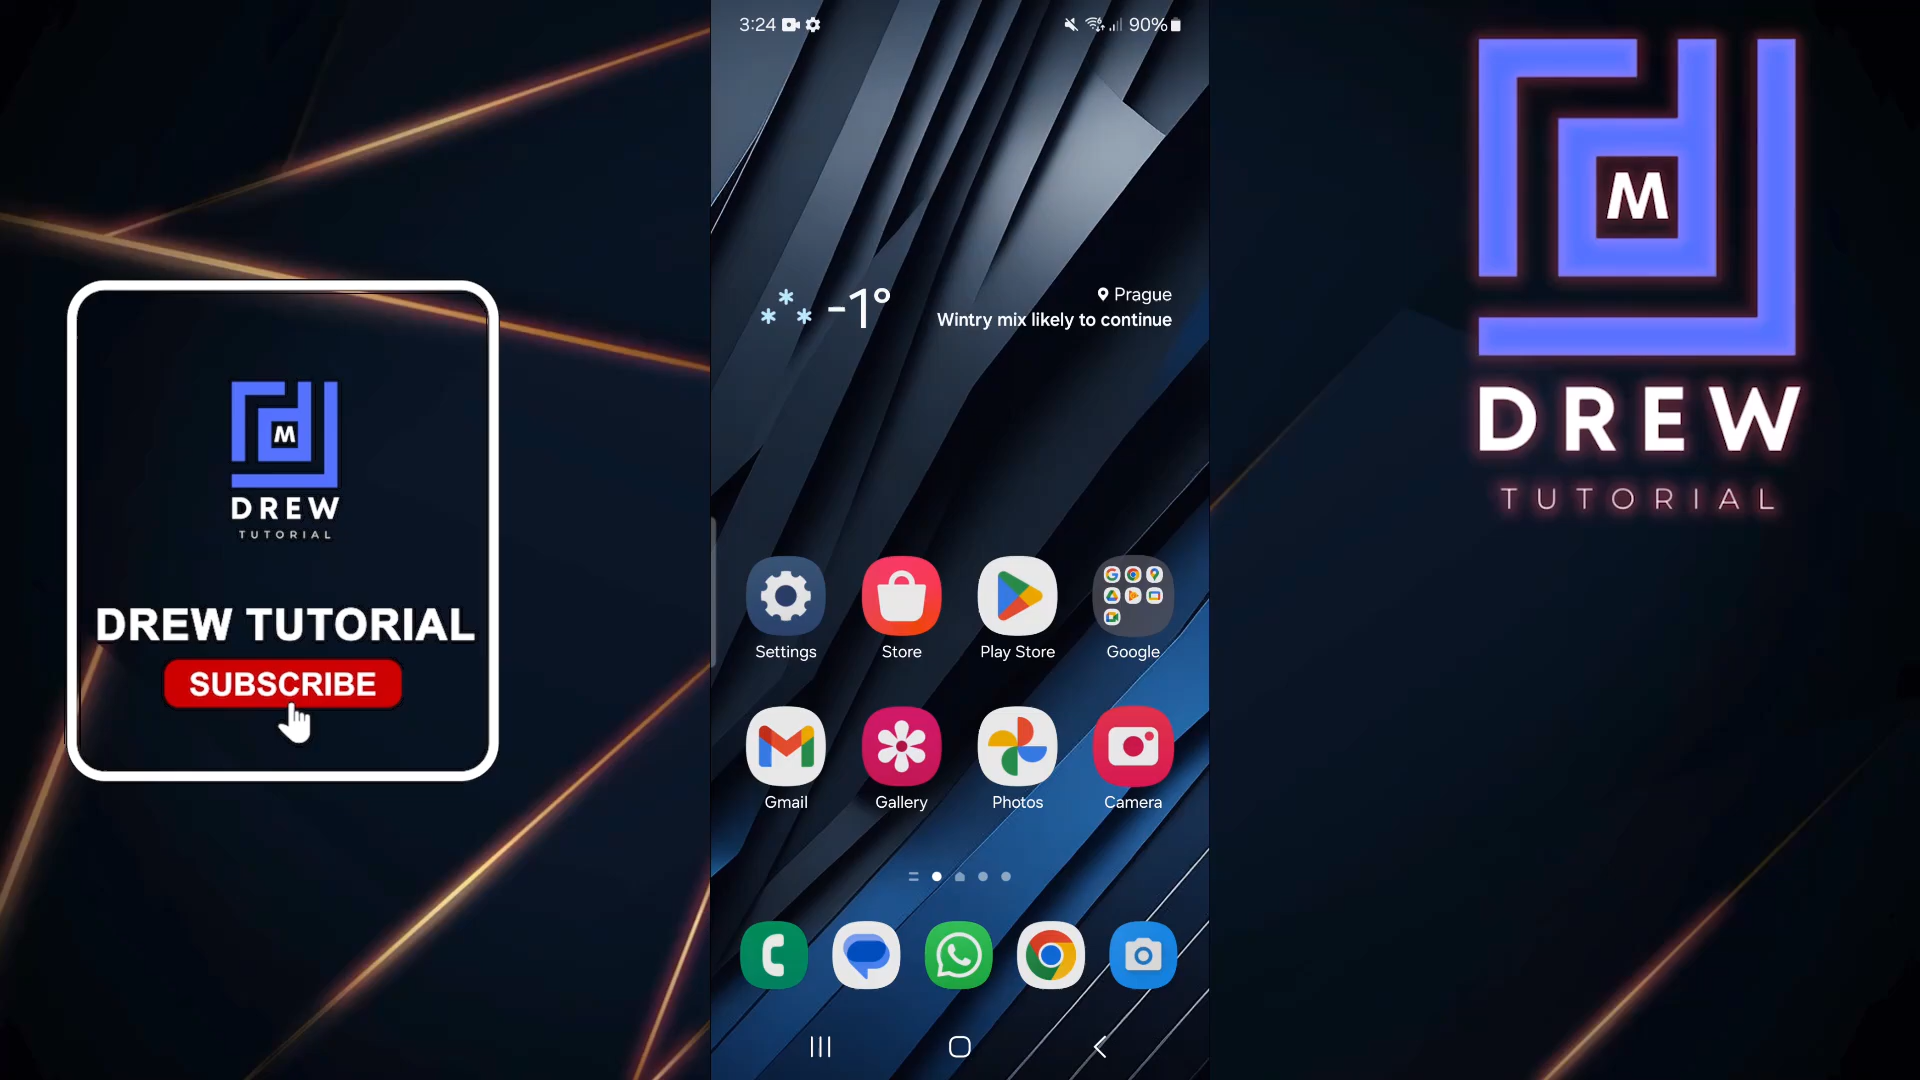 3:24
90%
-1°
Prague
Wintry mix likely to continue
Settings
Store
Play Store
Google
Gmail
Gallery
Photos
Camera
M
DREW
TUTORIAL
DREW TUTORIAL
SUBSCRIBE
M
DREW
TUTORIAL